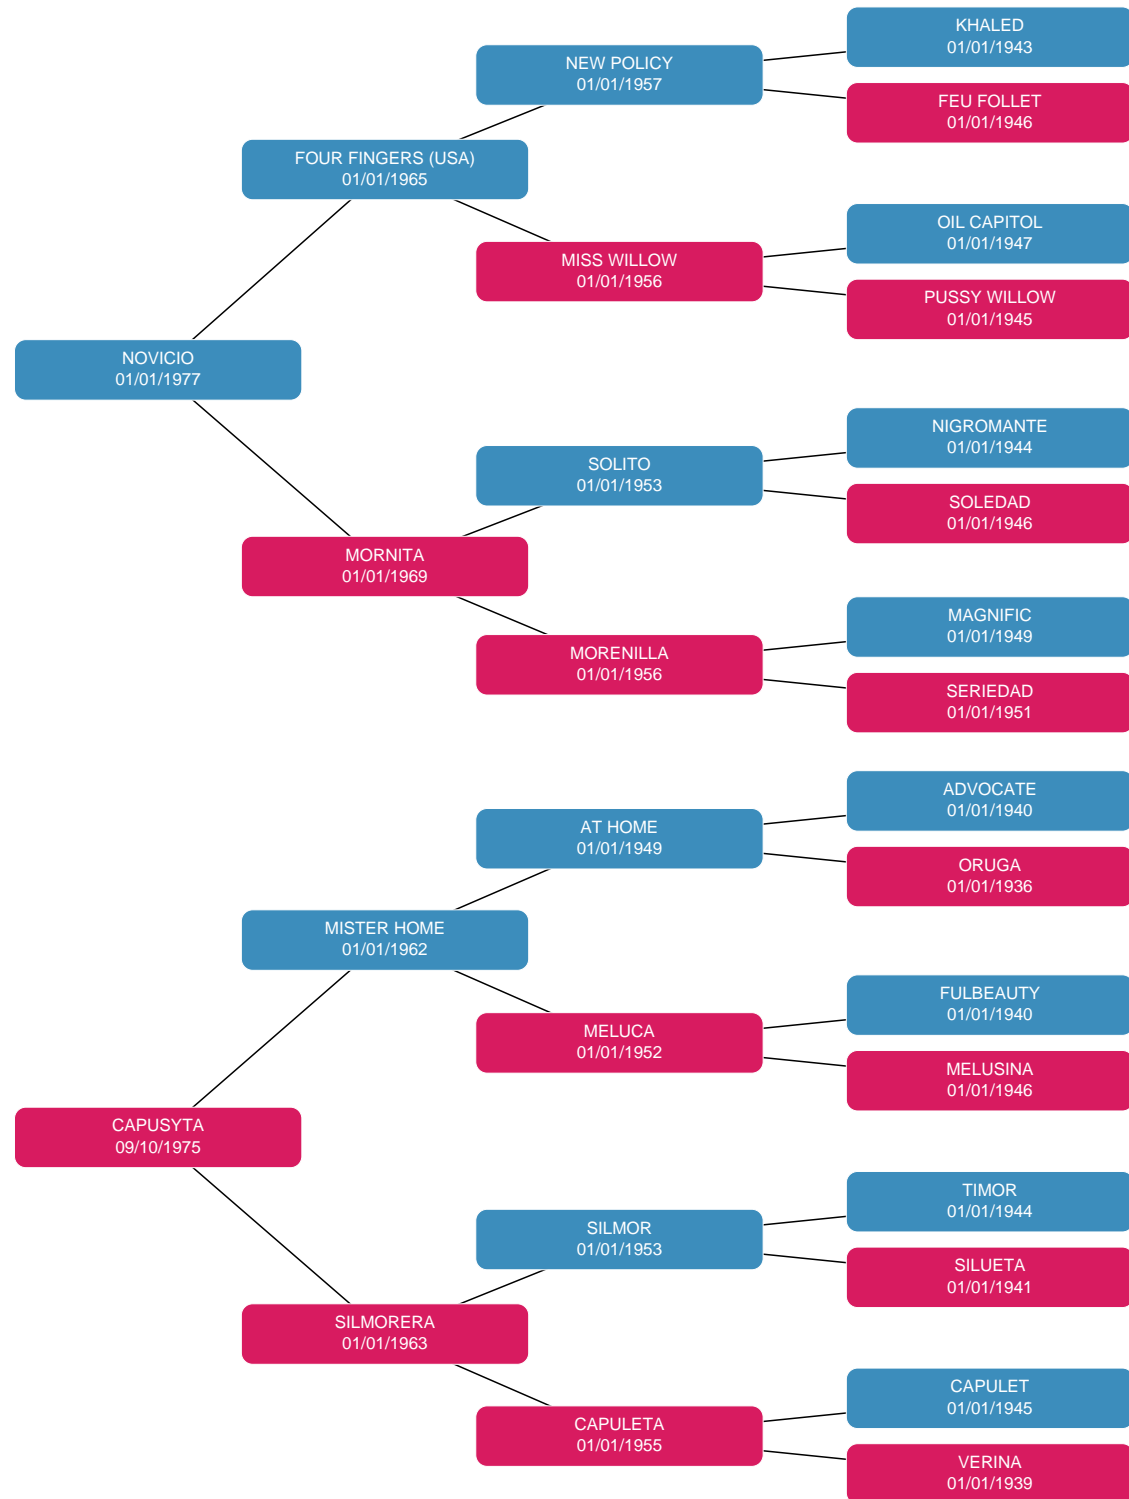 KHALED
01/01/1943
NEW POLICY
01/01/1957
FEU FOLLET
01/01/1946
FOUR FINGERS (USA)
01/01/1965
OIL CAPITOL
01/01/1947
MISS WILLOW
01/01/1956
PUSSY WILLOW
01/01/1945
NOVICIO
01/01/1977
NIGROMANTE
01/01/1944
SOLITO
01/01/1953
SOLEDAD
01/01/1946
MORNITA
01/01/1969
MAGNIFIC
01/01/1949
MORENILLA
01/01/1956
SERIEDAD
01/01/1951
ADVOCATE
01/01/1940
AT HOME
01/01/1949
ORUGA
01/01/1936
MISTER HOME
01/01/1962
FULBEAUTY
01/01/1940
MELUCA
01/01/1952
MELUSINA
01/01/1946
CAPUSYTA
09/10/1975
TIMOR
01/01/1944
SILMOR
01/01/1953
SILUETA
01/01/1941
SILMORERA
01/01/1963
CAPULET
01/01/1945
CAPULETA
01/01/1955
VERINA
01/01/1939